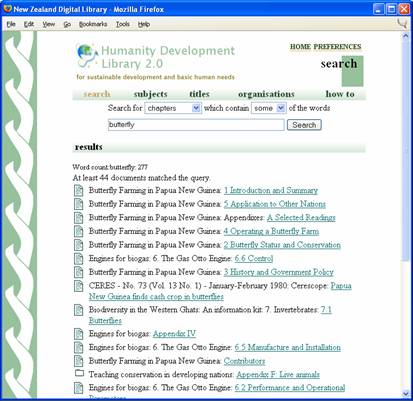 New Zealand Digital Library - Mozilla Firefox
File Edit View Go Bookmarks Tools Help
HOME PREFERENCES
Humanity Development
Library 2.0
search
for sustainable development and basic human needs
search subjects titles organisations how to
Search for chapters which contain some of the words
butterfly Search
results
Word count:butterfly: 277
At least 44 documents matched the query.
Butterfly Farming in Papua New Guinea: 1 Introduction and Summary
Butterfly Farming in Papua New Guinea: 5 Application to Other Nations
Butterfly Farming in Papua New Guinea: Appendixes: A Selected Readings
Butterfly Farming in Papua New Guinea: 4 Operating a Butterfly Farm
Butterfly Farming in Papua New Guinea: 2 Butterfly Status and Conservation
Engines for biogas: 6. The Gas Otto Engine: 6.6 Control
Butterfly Farming in Papua New Guinea: 3 History and Government Policy
CERES - No. 73 (Vol. 13 No. 1) - January-February 1980: Cerescope: Papua
New Guinea finds cash crop in butterflies
Biodiversity in the Western Ghats: An information kit: 7. Invertebrates: 7.1
Butterflies
Engines for biogas: Appendix IV
Engines for biogas: 6. The Gas Otto Engine: 6.5 Manufacture and Installation
Butterfly Farming in Papua New Guinea: Contributors
Teaching conservation in developing nations: Appendix F: Live animals
Engines for biogas: 6. The Gas Otto Engine: 6.2 Performance and Operational
Parameters